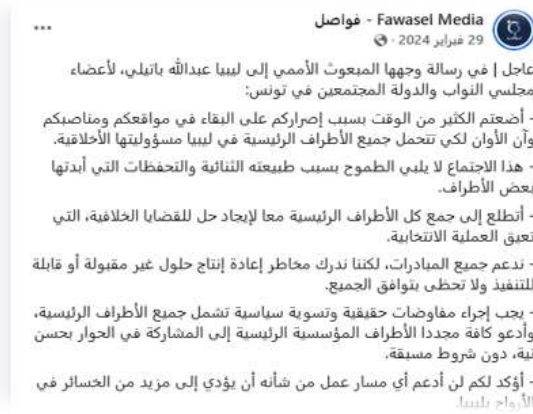 Fawasel Media - فواصل
29 فبراير 2024 ·
عاجل | في رسالة وجهها المبعوث الأممي إلى ليبيا عبدالله باتيلي، لأعضاء
مجلسي النواب والدولة المجتمعين في تونس:
- أضعتم الكثير من الوقت بسبب إصراركم على البقاء في مواقعكم ومناصبكم
وآن الأوان لكي تتحمل جميع الأطراف الرئيسية في ليبيا مسؤوليتها الأخلاقية.
- هذا الاجتماع لا يلبي الطموح بسبب طبيعته الثنائية والتحفظات التي أبدتها
بعض الأطراف.
- أتطلع إلى جمع كل الأطراف الرئيسية معا لإيجاد حل للقضايا الخلافية، التي
تعيق العملية الانتخابية.
- ندعم جميع المبادرات، لكننا ندرك مخاطر إعادة إنتاج حلول غير مقبولة أو قابلة
للتنفيذ ولا تحظى بتوافق الجميع.
- يجب إجراء مفاوضات حقيقية وتسوية سياسية تشمل جميع الأطراف الرئيسية،
وأدعو كافة مجددا الأطراف المؤسسية الرئيسية إلى المشاركة في الحوار بحسن
نية، دون شروط مسبقة.
- أؤكد لكم لن أدعم أي مسار عمل من شأنه أن يؤدي إلى مزيد من الخسائر في
الأرواح بليبيا.